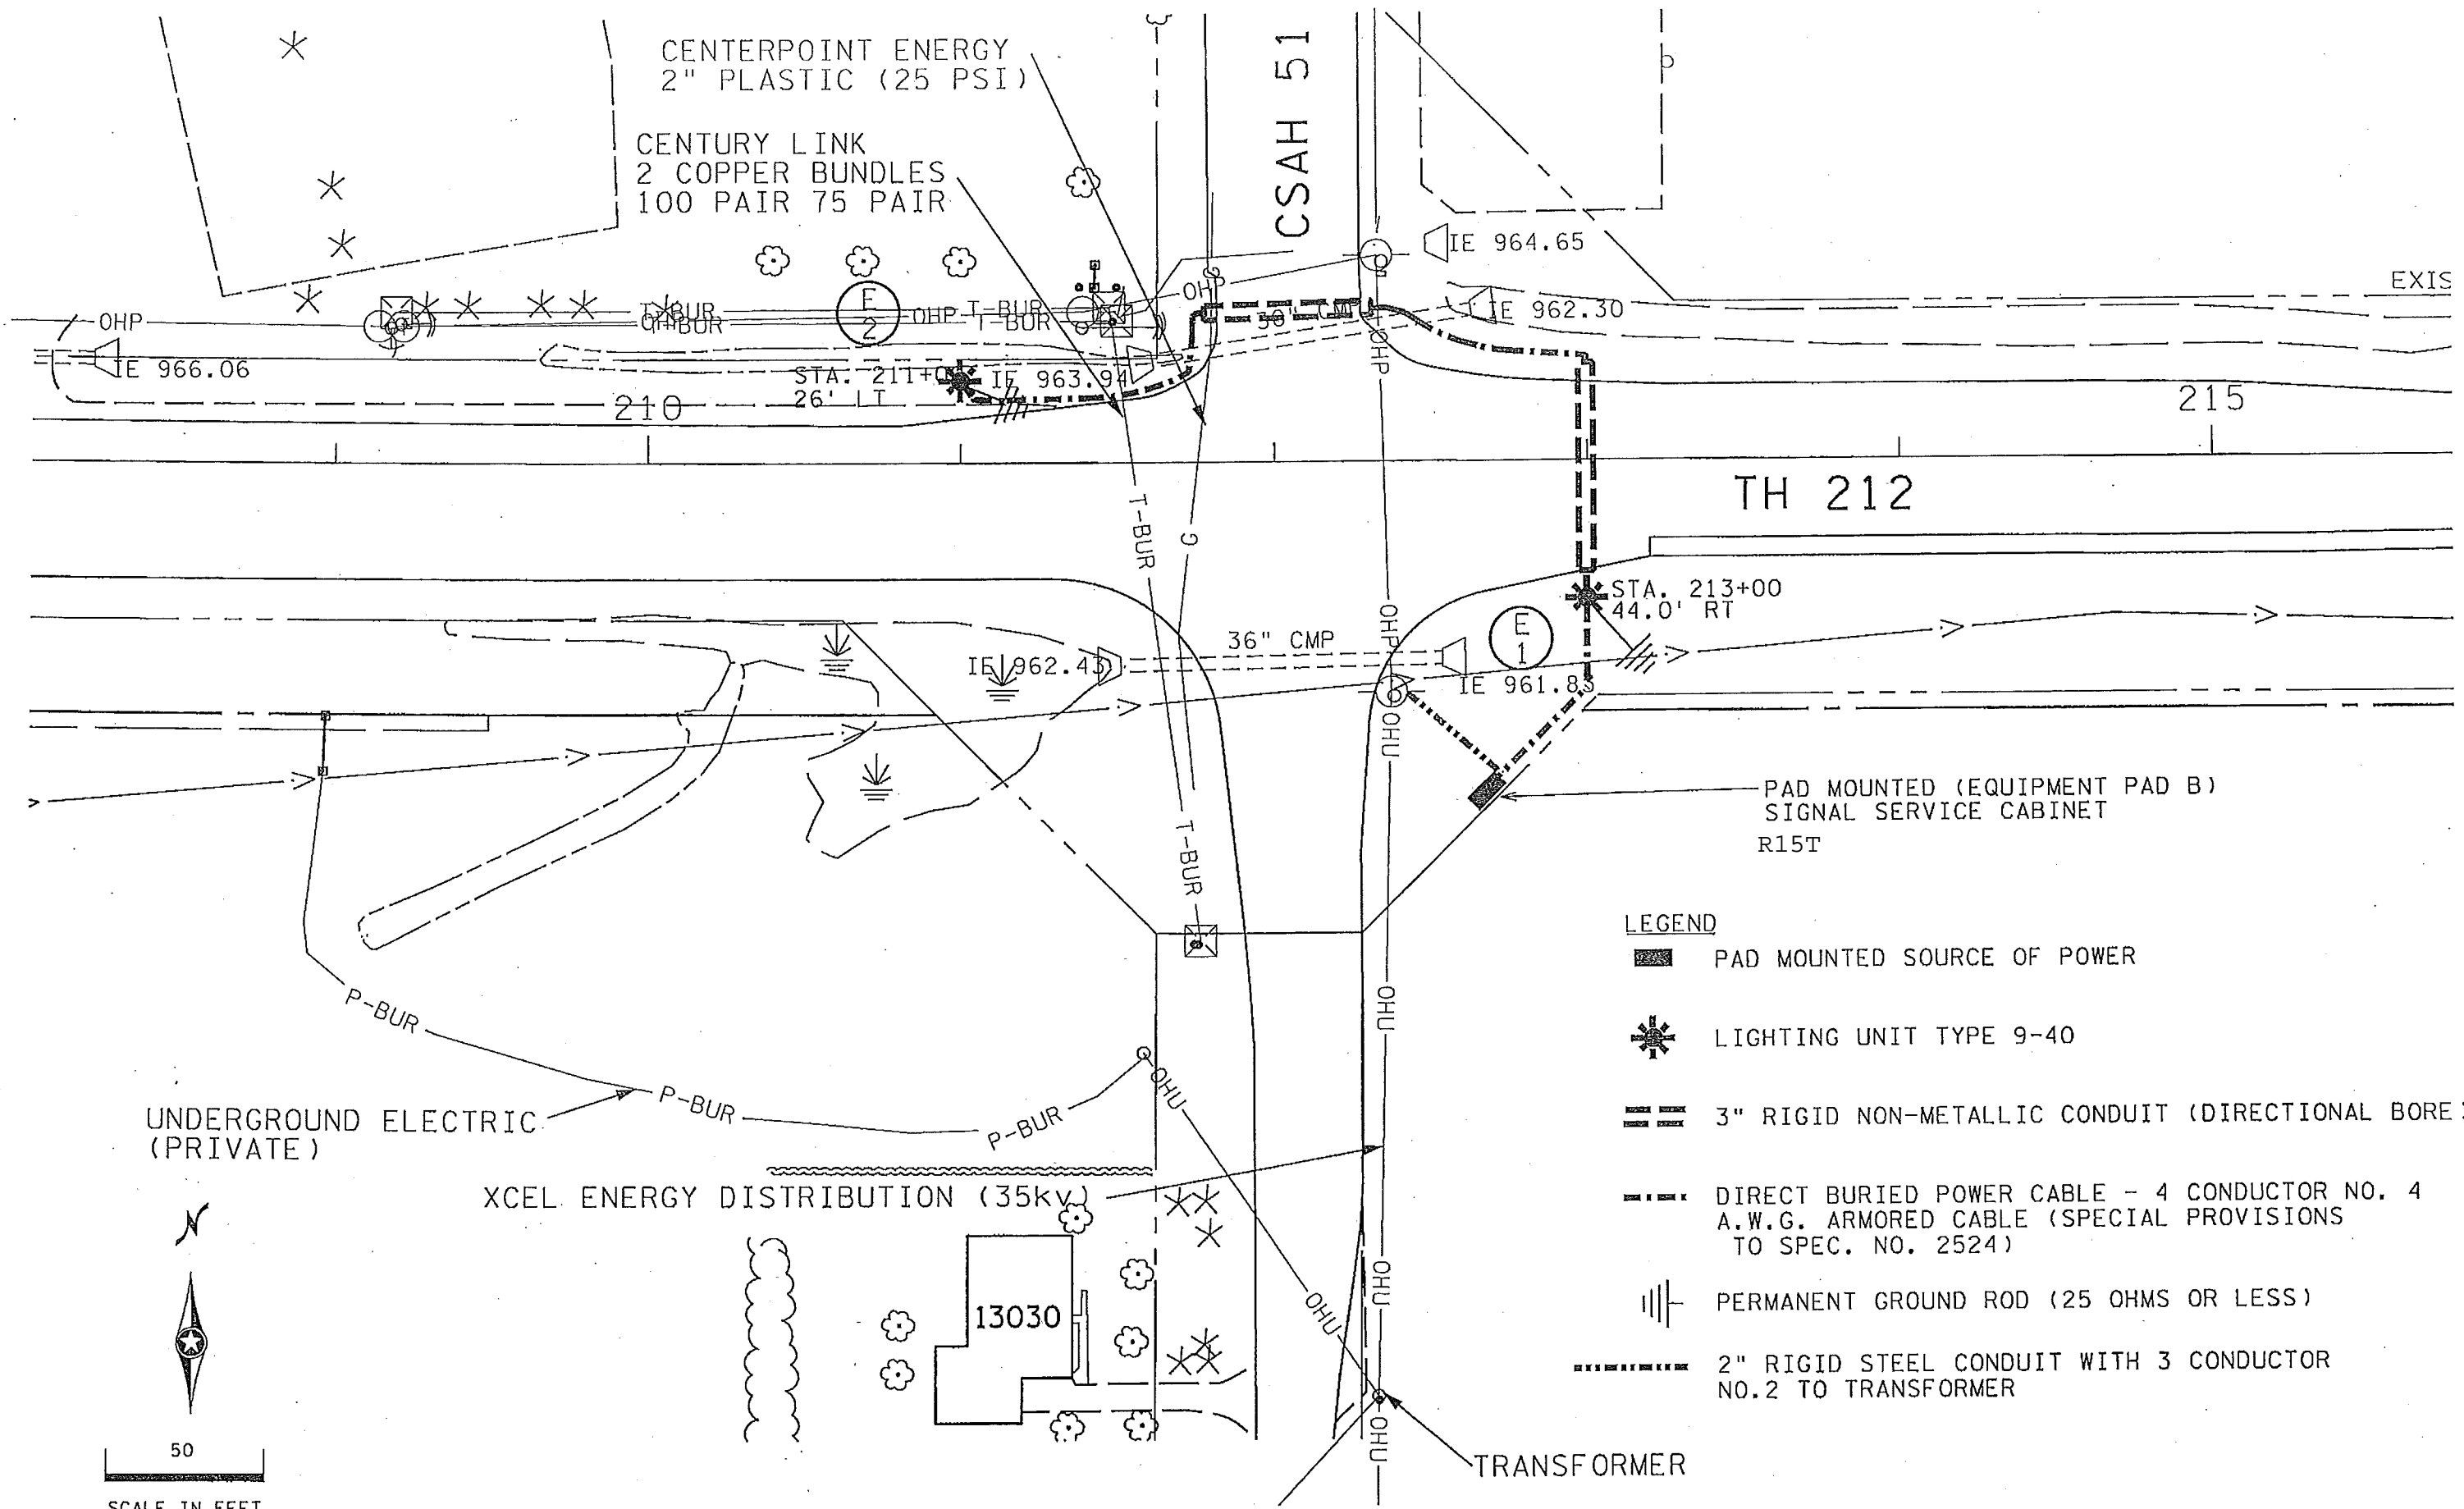 CENTERPOINT ENERGY
2" PLASTIC (25 PSI)
CENTURY LINK
2 COPPER BUNDLES
100 PAIR 75 PAIR
CSAH 51
IE 964.65
EXIS
OHP
T-BUR
T-BUR
E
2
OHP
T-BUR
T-BUR
OHP
IE 962.30
OHP
IE 966.06
STA. 211+
26' LT
IE 963.94
210
215
TH 212
T-BUR
G
STA. 213+00
44.0' RT
OHP
E
1
36" CMP
IE 962.43
IE 961.83
OHU
PAD MOUNTED (EQUIPMENT PAD B)
SIGNAL SERVICE CABINET
R15T
T-BUR
LEGEND
PAD MOUNTED SOURCE OF POWER
P-BUR
OHU
LIGHTING UNIT TYPE 9-40
OHU
UNDERGROUND ELECTRIC
(PRIVATE)
P-BUR
P-BUR
3" RIGID NON-METALLIC CONDUIT (DIRECTIONAL BORE
XCEL ENERGY DISTRIBUTION (35kv)
DIRECT BURIED POWER CABLE - 4 CONDUCTOR NO. 4
A.W.G. ARMORED CABLE (SPECIAL PROVISIONS
TO SPEC. NO. 2524)
N
OHU
OHU
13030
PERMANENT GROUND ROD (25 OHMS OR LESS)
2" RIGID STEEL CONDUIT WITH 3 CONDUCTOR
NO.2 TO TRANSFORMER
OHU
TRANSFORMER
50
SCALE IN FEET